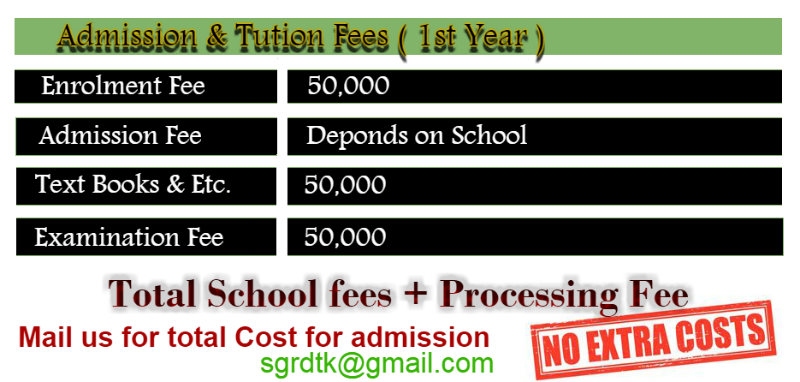 Admission & Tution Fees ( 1st Year )
Enrolment Fee 50,000
Admission Fee Deponds on School
Text Books & Etc. 50,000
Examination Fee 50,000
Total School fees + Processing Fee
Mail us for total Cost for admission
sgrdtk@gmail.com
NO EXTRA COSTS